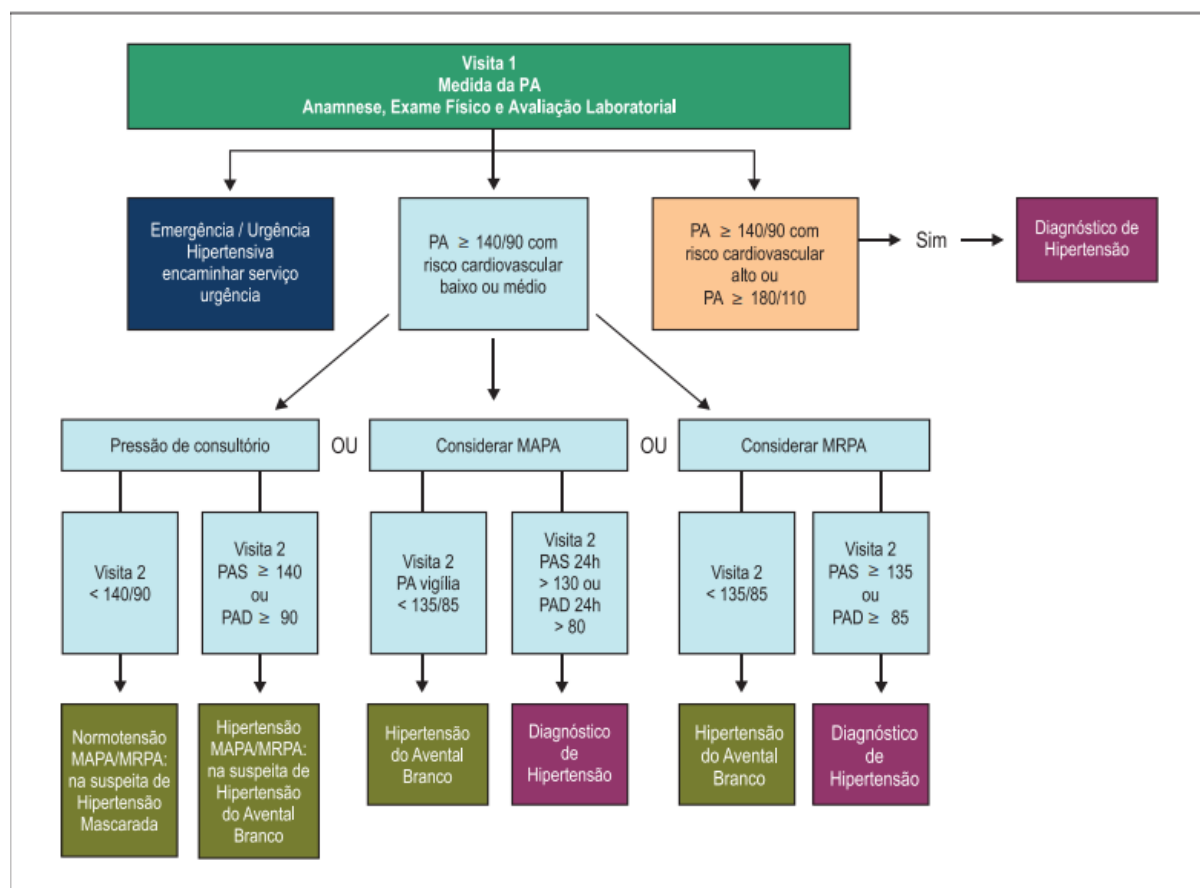 Visita 1
Medida da PA
Anamnese, Exame Físico e Avaliação Laboratorial
Emergência / Urgência
Hipertensiva
encaminhar serviço
urgência
PA ≥ 140/90 com
risco cardiovascular
baixo ou médio
PA ≥ 140/90 com
risco cardiovascular
alto ou
PA ≥ 180/110
Sim
Diagnóstico de
Hipertensão
Pressão de consultório
OU
Considerar MAPA
OU
Considerar MRPA
Visita 2
< 140/90
Visita 2
PAS ≥ 140
ou
PAD ≥ 90
Visita 2
PA vigília
< 135/85
Visita 2
PAS 24h
> 130 ou
PAD 24h
> 80
Visita 2
< 135/85
Visita 2
PAS ≥ 135
ou
PAD ≥ 85
Normotensão
MAPA/MRPA:
na suspeita de
Hipertensão
Mascarada
Hipertensão
MAPA/MRPA:
na suspeita de
Hipertensão
do Avental
Branco
Hipertensão
do Avental
Branco
Diagnóstico
de
Hipertensão
Hipertensão
do Avental
Branco
Diagnóstico
de
Hipertensão